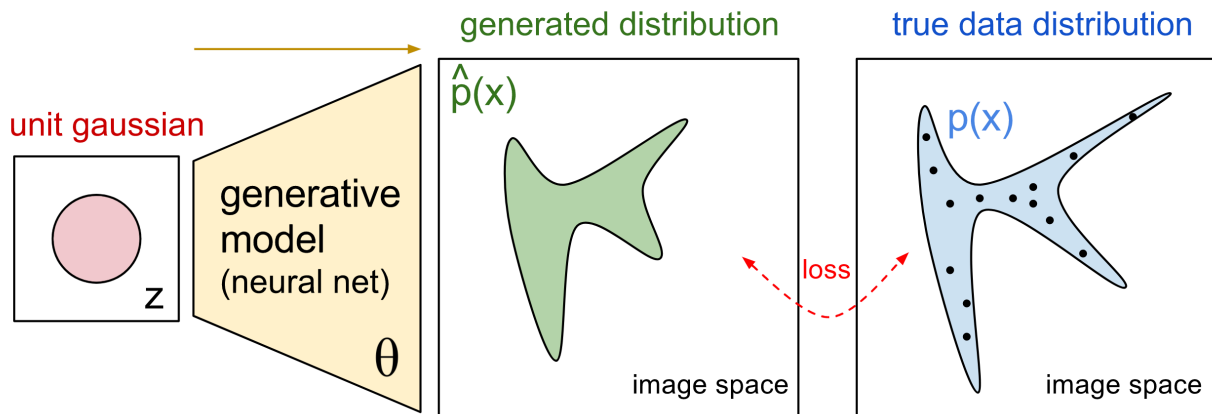 generated distribution
true data distribution
unit gaussian
p̂(x)
p(x)
generative
model
(neural net)
z
θ
loss
image space
image space